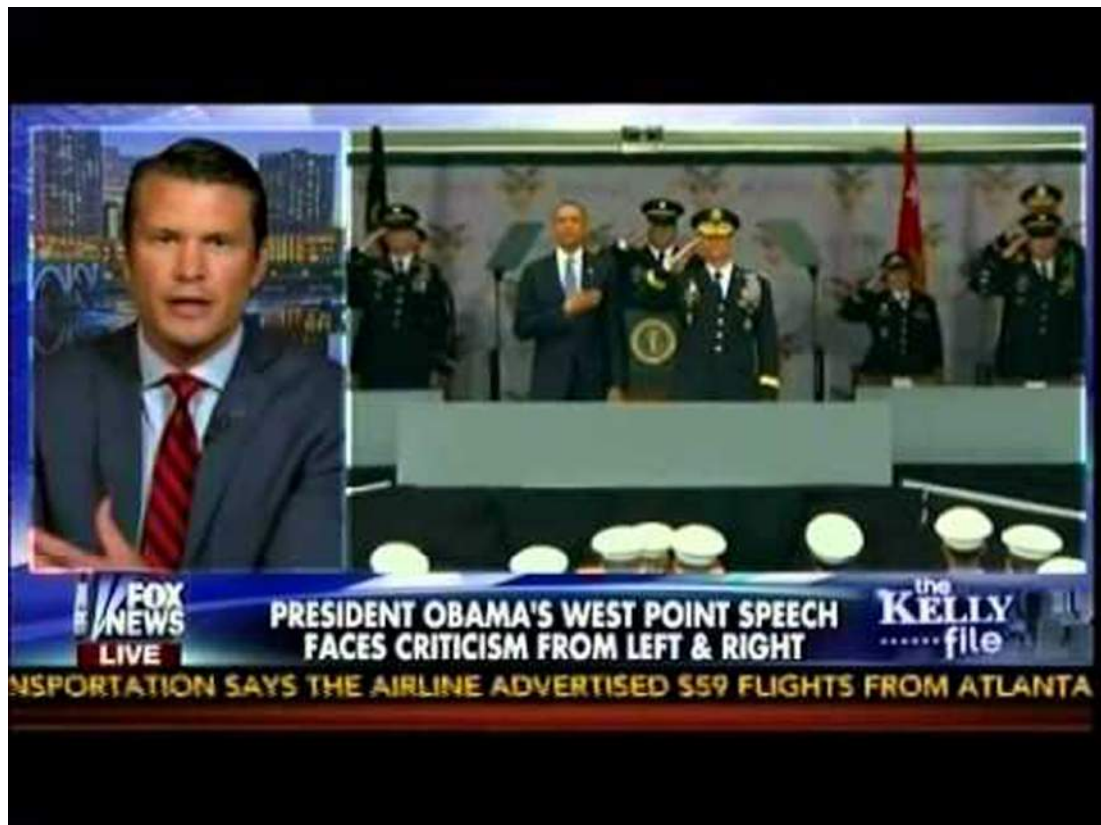 FOX
NEWS
LIVE
PRESIDENT OBAMA'S WEST POINT SPEECH
FACES CRITICISM FROM LEFT & RIGHT
the
KELLY
file
NSPORTATION SAYS THE AIRLINE ADVERTISED $59 FLIGHTS FROM ATLANTA